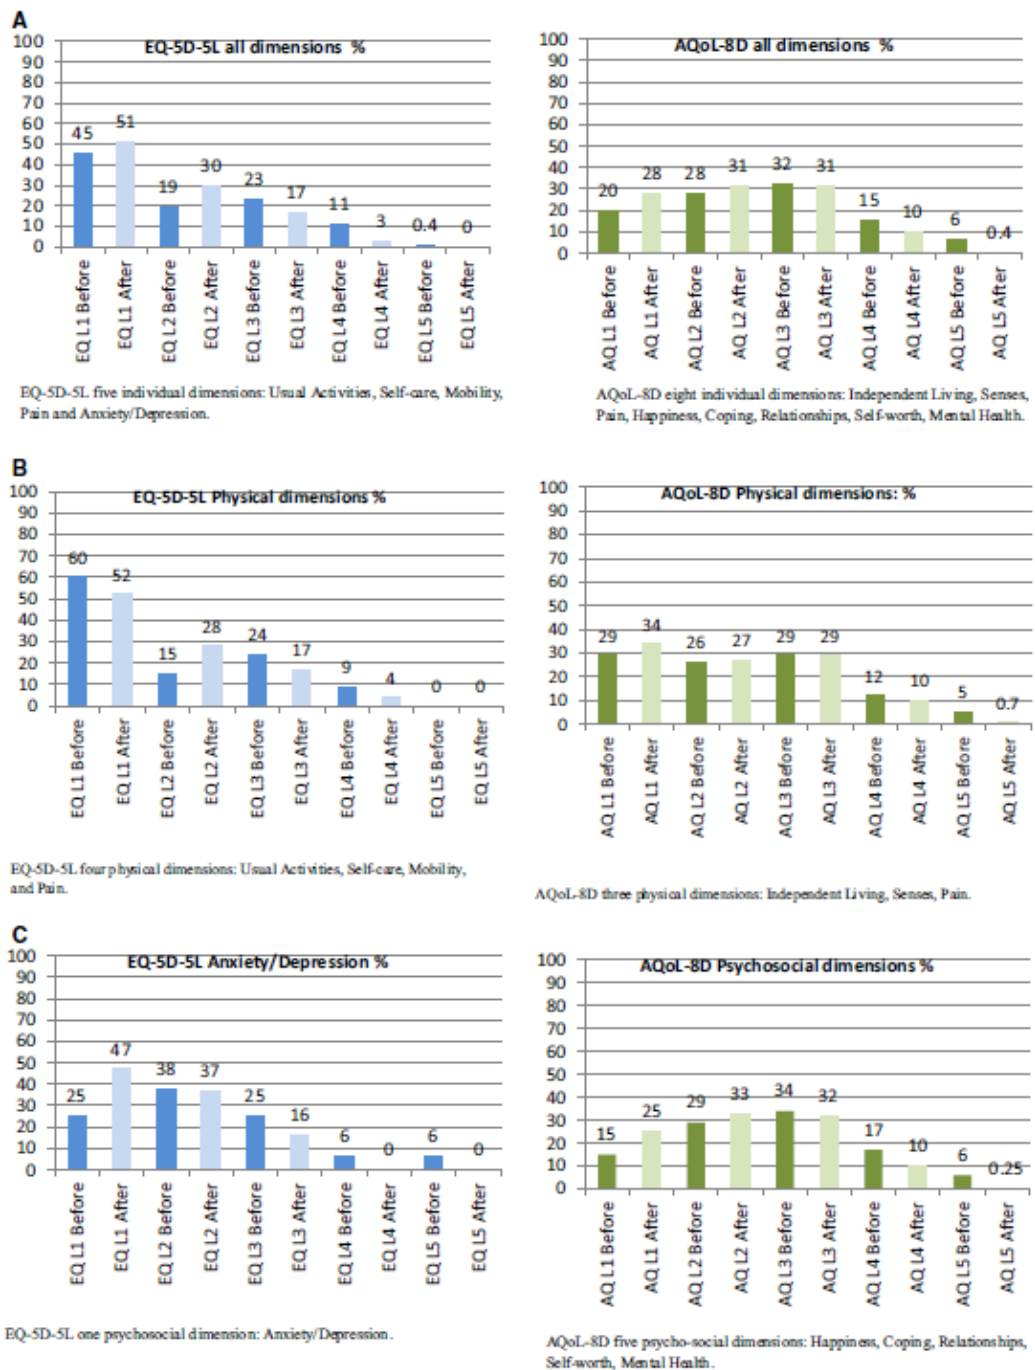 A
EQ-5D-5L all dimensions %
100
90
80
70
60
50
40
30
20
10
0
45
51
19
30
23
17
11
3
0.4
0
EQ L1 Before
EQ L1 After
EQ L2 Before
EQ L2 After
EQ L3 Before
EQ L3 After
EQ L4 Before
EQ L4 After
EQ L5 Before
EQ L5 After
EQ-5D-5L five individual dimensions: Usual Activities, Self-care, Mobility,
Pain and Anxiety/Depression.
AQoL-8D all dimensions %
100
90
80
70
60
50
40
30
20
10
0
20
28
28
31
32
31
15
10
6
0.4
AQ L1 Before
AQ L1 After
AQ L2 Before
AQ L2 After
AQ L3 Before
AQ L3 After
AQ L4 Before
AQ L4 After
AQ L5 Before
AQ L5 After
AQoL-8D eight individual dimensions: Independent Living, Senses,
Pain, Happiness, Coping, Relationships, Self-worth, Mental Health.
B
EQ-5D-5L Physical dimensions %
100
90
80
70
60
50
40
30
20
10
0
60
52
15
28
24
17
9
4
0
0
EQ L1 Before
EQ L1 After
EQ L2 Before
EQ L2 After
EQ L3 Before
EQ L3 After
EQ L4 Before
EQ L4 After
EQ L5 Before
EQ L5 After
EQ-5D-5L four physical dimensions: Usual Activities, Self-care, Mobility,
and Pain.
AQoL-8D Physical dimensions: %
100
90
80
70
60
50
40
30
20
10
0
29
34
26
27
29
29
12
10
5
0.7
AQ L1 Before
AQ L1 After
AQ L2 Before
AQ L2 After
AQ L3 Before
AQ L3 After
AQ L4 Before
AQ L4 After
AQ L5 Before
AQ L5 After
AQoL-8D three physical dimensions: Independent Living, Senses, Pain.
C
EQ-5D-5L Anxiety/Depression %
100
90
80
70
60
50
40
30
20
10
0
25
47
38
37
25
16
6
0
6
0
EQ L1 Before
EQ L1 After
EQ L2 Before
EQ L2 After
EQ L3 Before
EQ L3 After
EQ L4 Before
EQ L4 After
EQ L5 Before
EQ L5 After
EQ-5D-5L one psychosocial dimension: Anxiety/Depression.
AQoL-8D Psychosocial dimensions %
100
90
80
70
60
50
40
30
20
10
0
15
25
29
33
34
32
17
10
6
0.25
AQ L1 Before
AQ L1 After
AQ L2 Before
AQ L2 After
AQ L3 Before
AQ L3 After
AQ L4 Before
AQ L4 After
AQ L5 Before
AQ L5 After
AQoL-8D five psycho-social dimensions: Happiness, Coping, Relationships,
Self-worth, Mental Health.